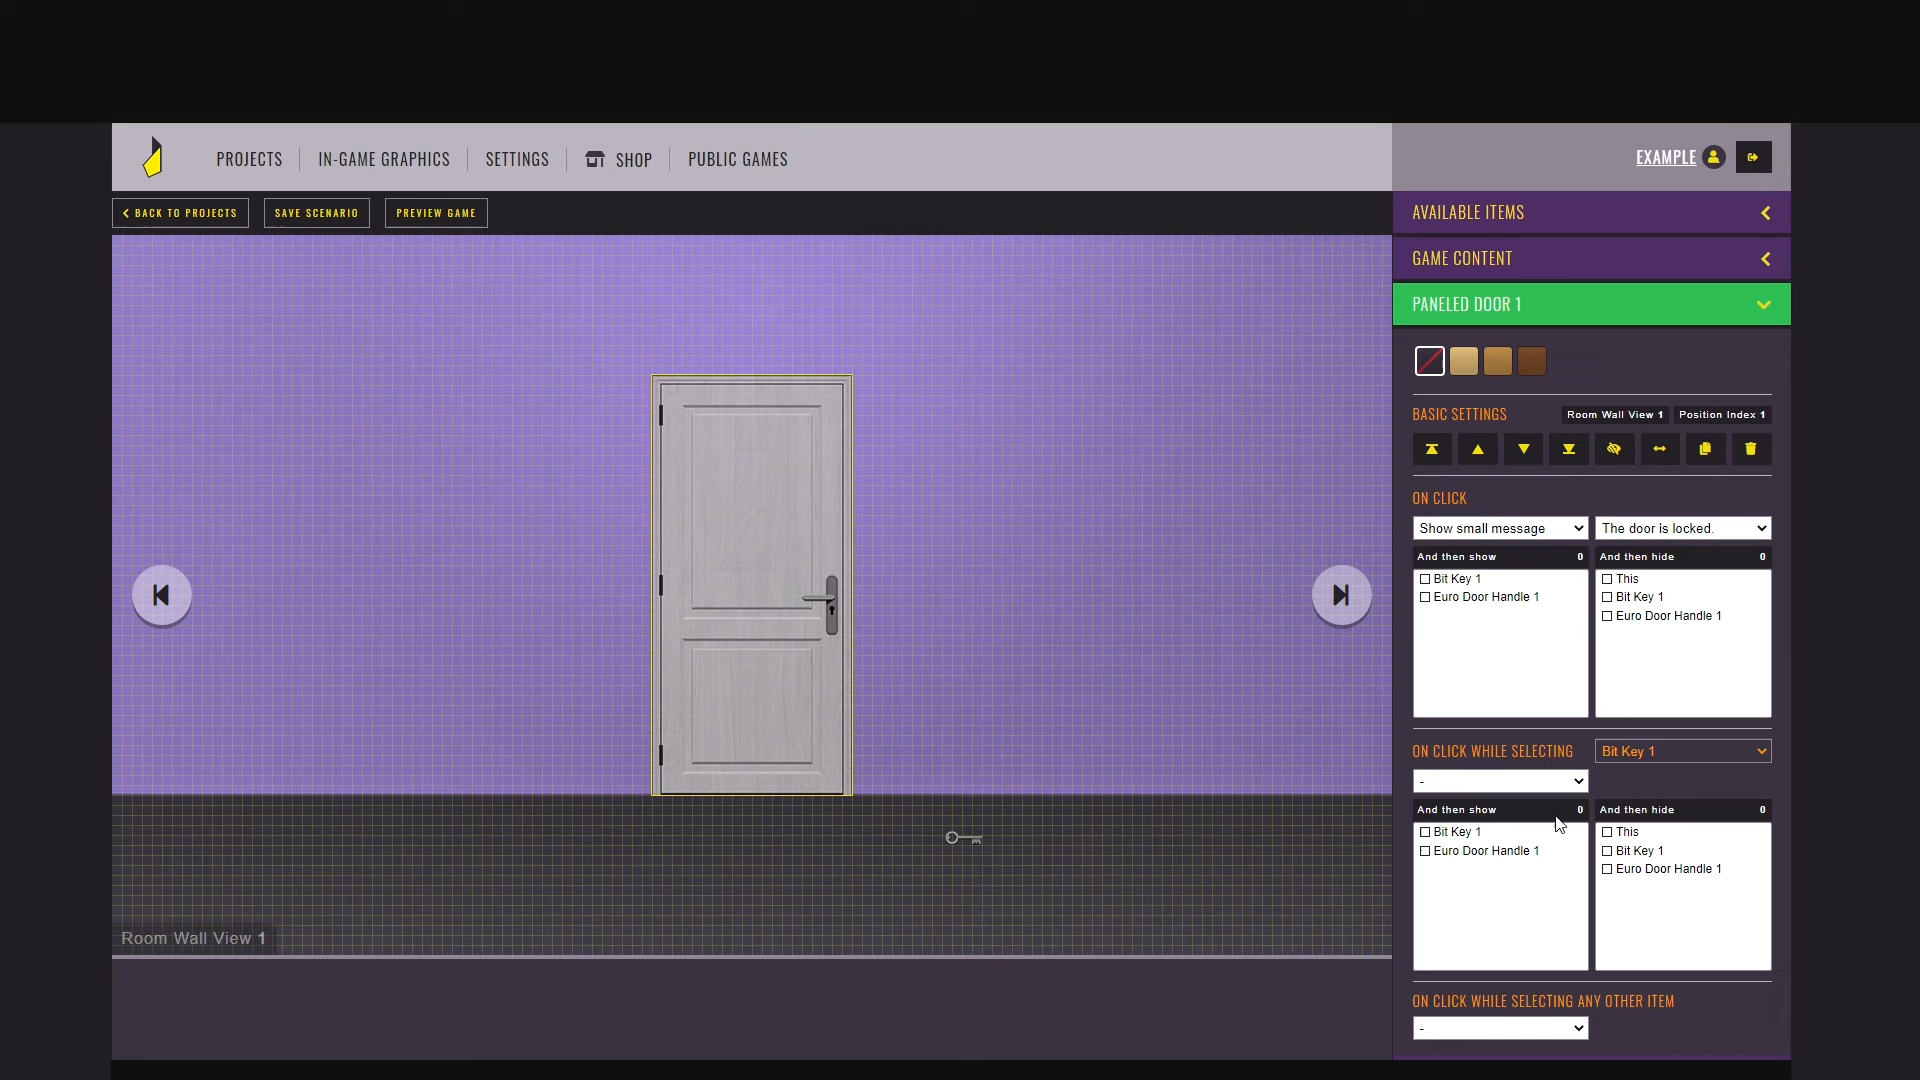 PROJECTS
IN-GAME GRAPHICS
SETTINGS
SHOP
PUBLIC GAMES
EXAMPLE
BACK TO PROJECTS
SAVE SCENARIO
PREVIEW GAME
AVAILABLE ITEMS
GAME CONTENT
PANELED DOOR 1
BASIC SETTINGS
Room Wall View 1
Position Index 1
ON CLICK
Show small message
The door is locked.
And then show 0
And then hide 0
Bit Key 1
Euro Door Handle 1
This
Bit Key 1
Euro Door Handle 1
ON CLICK WHILE SELECTING
Bit Key 1
-
And then show 0
And then hide 0
Bit Key 1
Euro Door Handle 1
This
Bit Key 1
Euro Door Handle 1
ON CLICK WHILE SELECTING ANY OTHER ITEM
-
Room Wall View 1